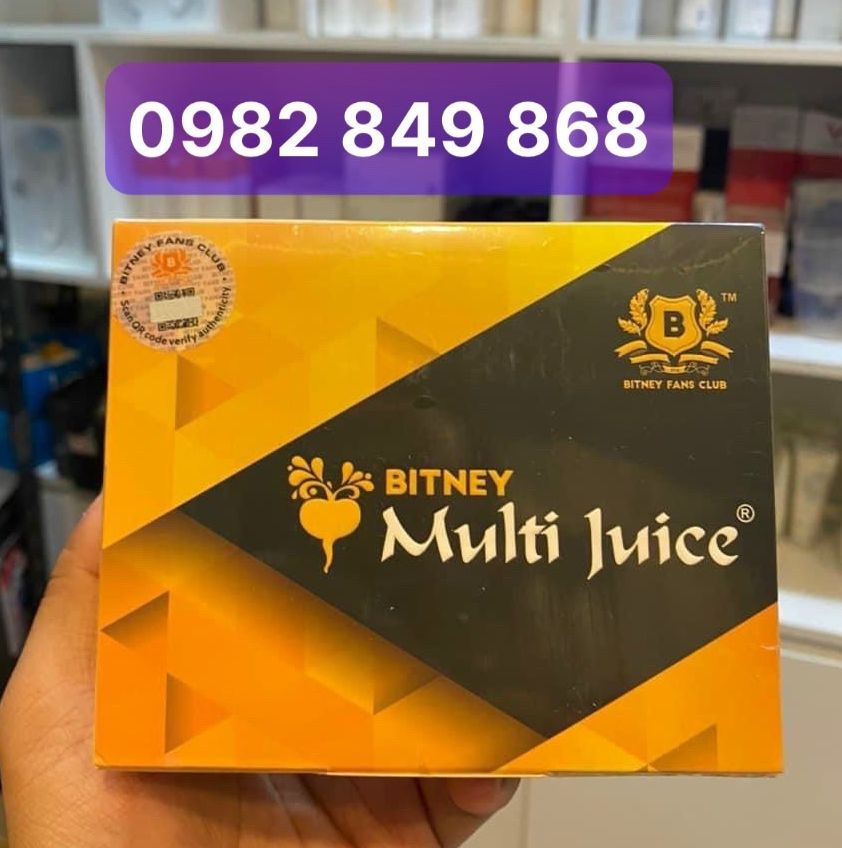 0982 849 868
BITNEY FANS CLUB
Scan QR code verify authenticity
B
TM
BITNEY FANS CLUB
BITNEY
Multi Juice®